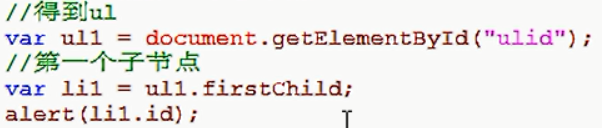 //得到ul
var ul1 = document.getElementById("ulid");
//第一个子节点
var li1 = ul1.firstChild;
alert(li1.id);